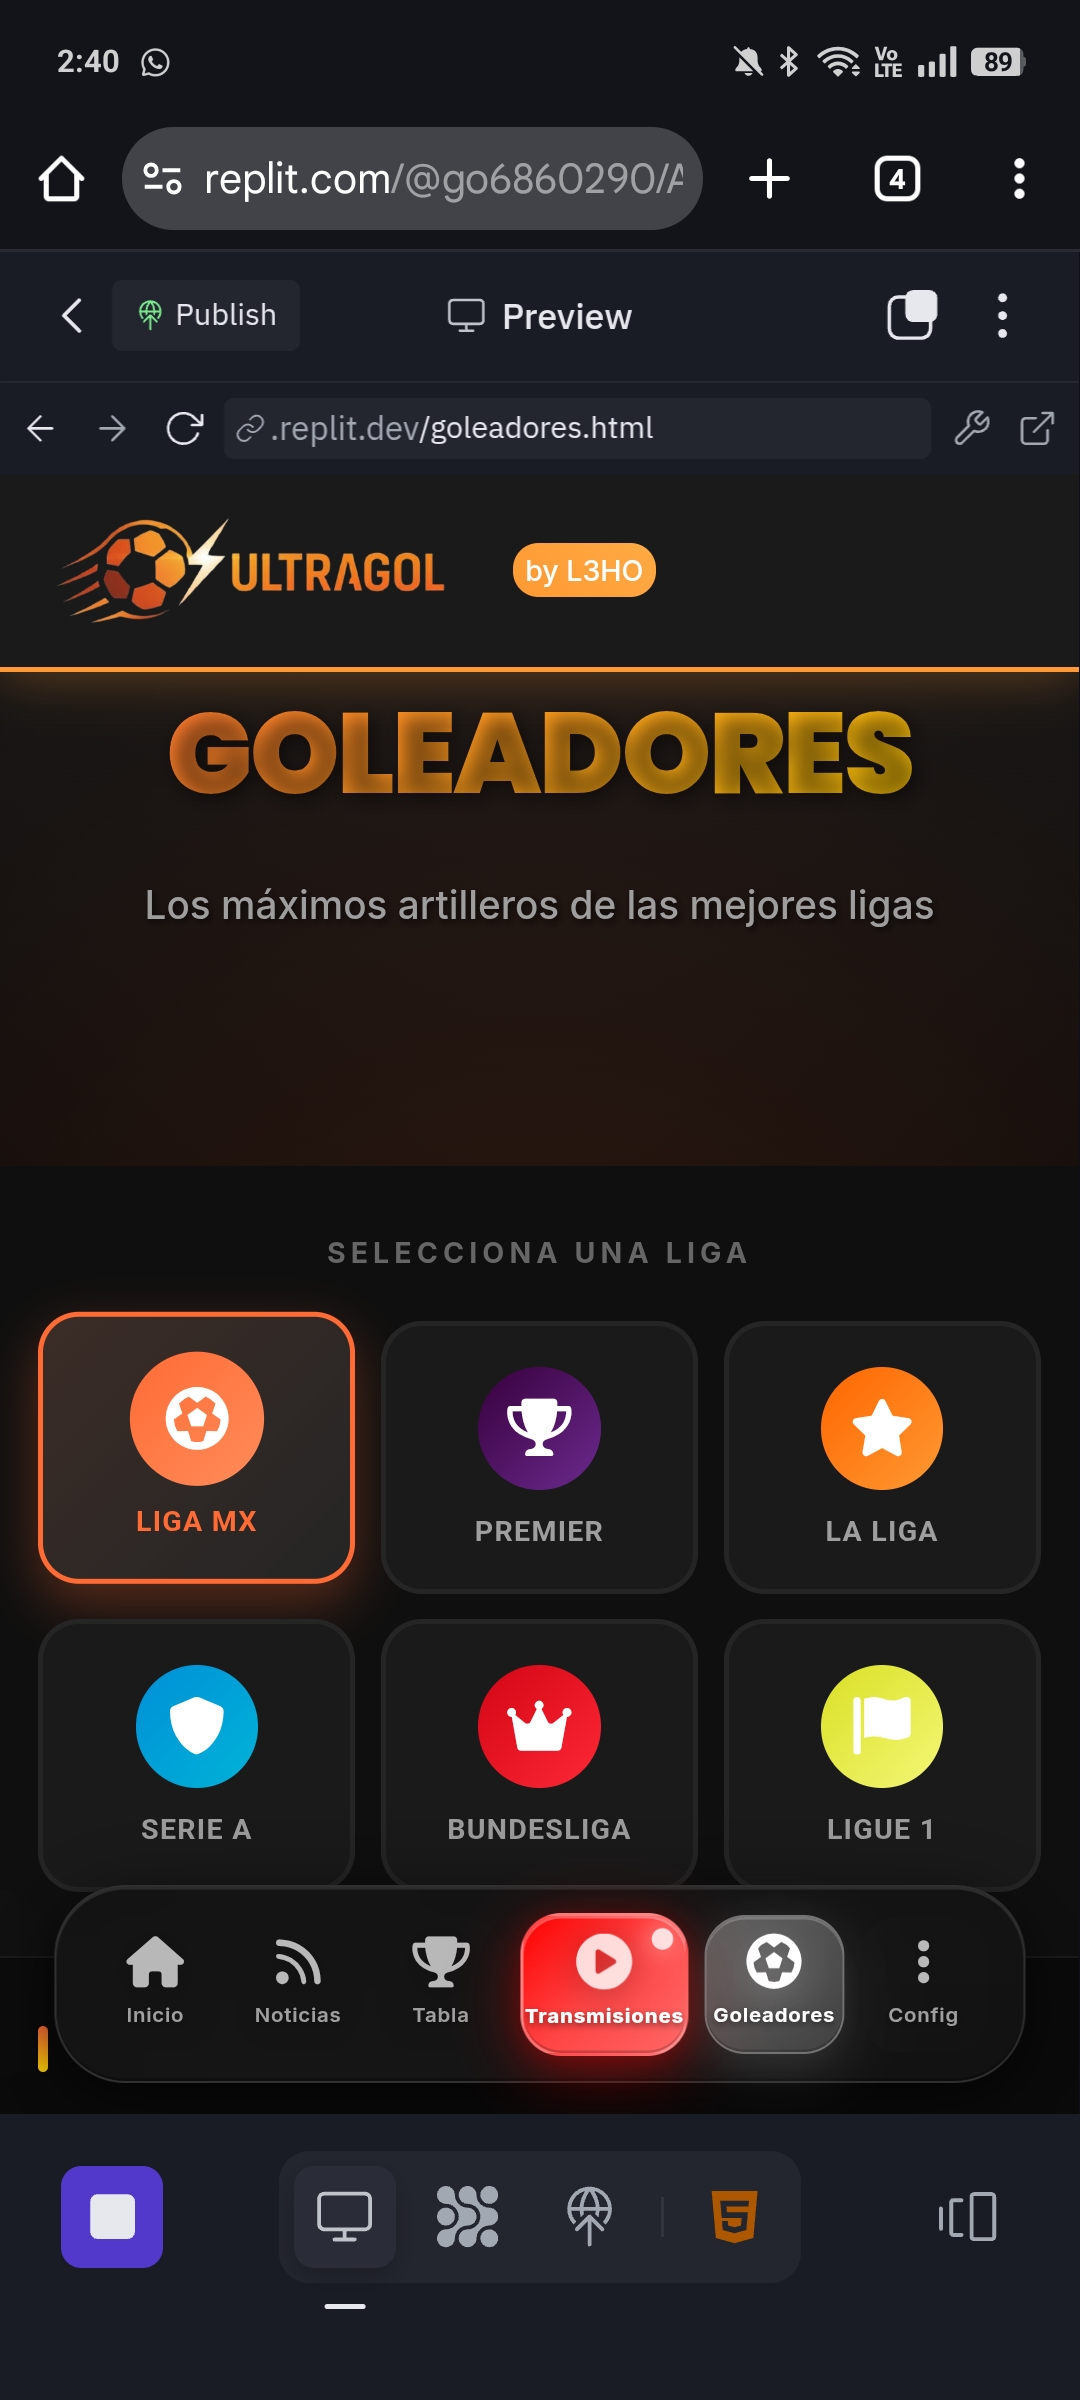 2:40
Vo
LTE
89
replit.com/@go6860290/A
4
Publish
Preview
.replit.dev/goleadores.html
ULTRAGOL
by L3HO
GOLEADORES
Los máximos artilleros de las mejores ligas
SELECCIONA UNA LIGA
LIGA MX
PREMIER
LA LIGA
SERIE A
BUNDESLIGA
LIGUE 1
Inicio
Noticias
Tabla
Transmisiones
Goleadores
Config
5